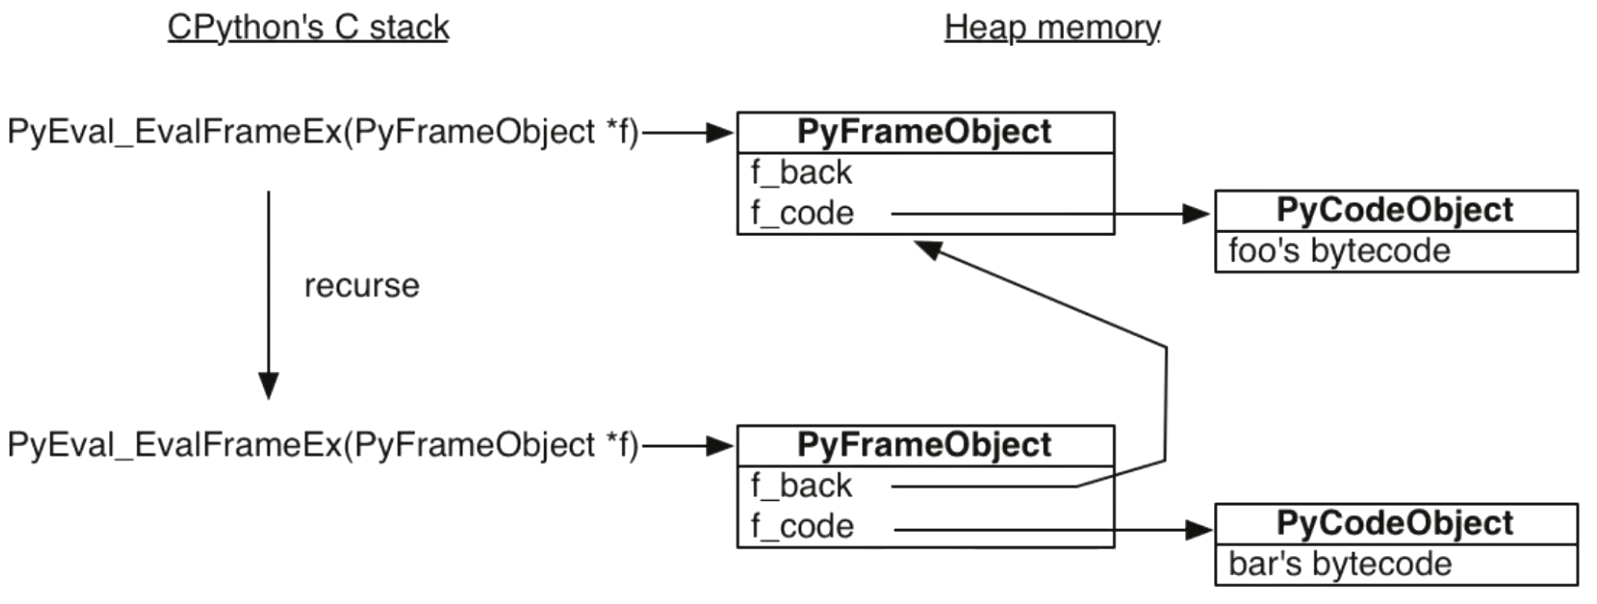 CPython's C stack
Heap memory
PyEval_EvalFrameEx(PyFrameObject *f)
PyFrameObject
f_back
f_code
PyCodeObject
foo's bytecode
recurse
PyEval_EvalFrameEx(PyFrameObject *f)
PyFrameObject
f_back
f_code
PyCodeObject
bar's bytecode